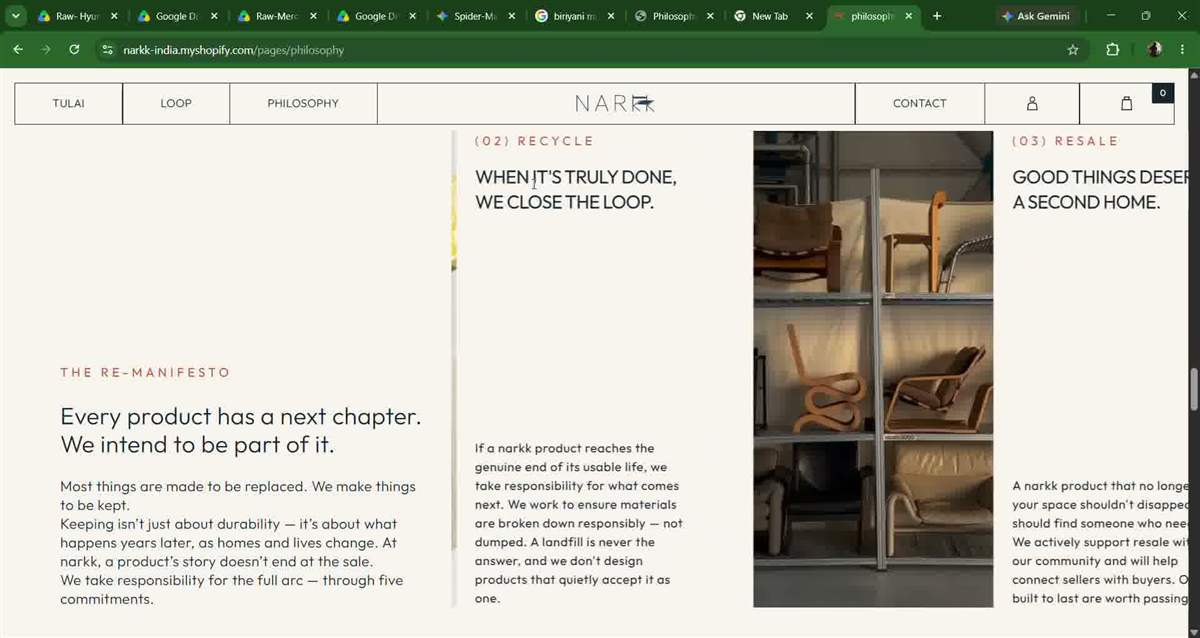 Raw- Hyu
Google D
Raw-Merc
Google D
Spider-Ma
biriyani m
Philosoph
New Tab
philosoph
Ask Gemini
narkk-india.myshopify.com/pages/philosophy
TULAI
LOOP
PHILOSOPHY
NARKK
CONTACT
0
THE RE-MANIFESTO
Every product has a next chapter.
We intend to be part of it.
Most things are made to be replaced. We make things
to be kept.
Keeping isn't just about durability — it's about what
happens years later, as homes and lives change. At
narkk, a product's story doesn't end at the sale.
We take responsibility for the full arc — through five
commitments.
(02) RECYCLE
WHEN IT'S TRULY DONE,
WE CLOSE THE LOOP.
If a narkk product reaches the
genuine end of its usable life, we
take responsibility for what comes
next. We work to ensure materials
are broken down responsibly — not
dumped. A landfill is never the
answer, and we don't design
products that quietly accept it as
one.
(03) RESALE
GOOD THINGS DESER
A SECOND HOME.
A narkk product that no longe
your space shouldn't disappe
should find someone who nee
We actively support resale wit
our community and will help
connect sellers with buyers. O
built to last are worth passing